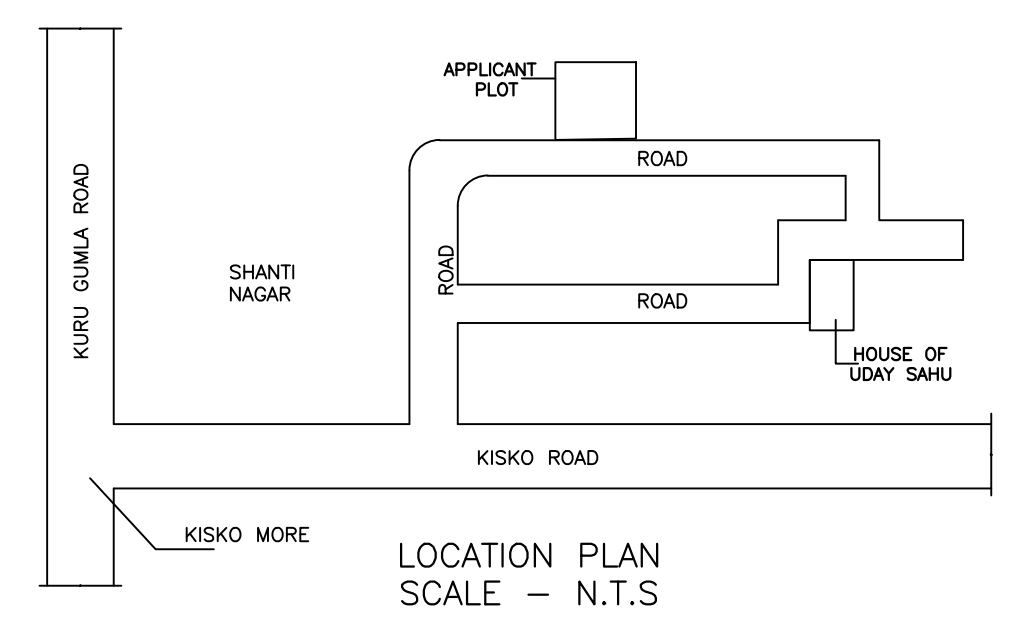 APPLICANT
PLOT
ROAD
KURU GUMLA ROAD
SHANTI
NAGAR
ROAD
ROAD
HOUSE OF
UDAY SAHU
KISKO ROAD
KISKO MORE
LOCATION PLAN
SCALE - N.T.S